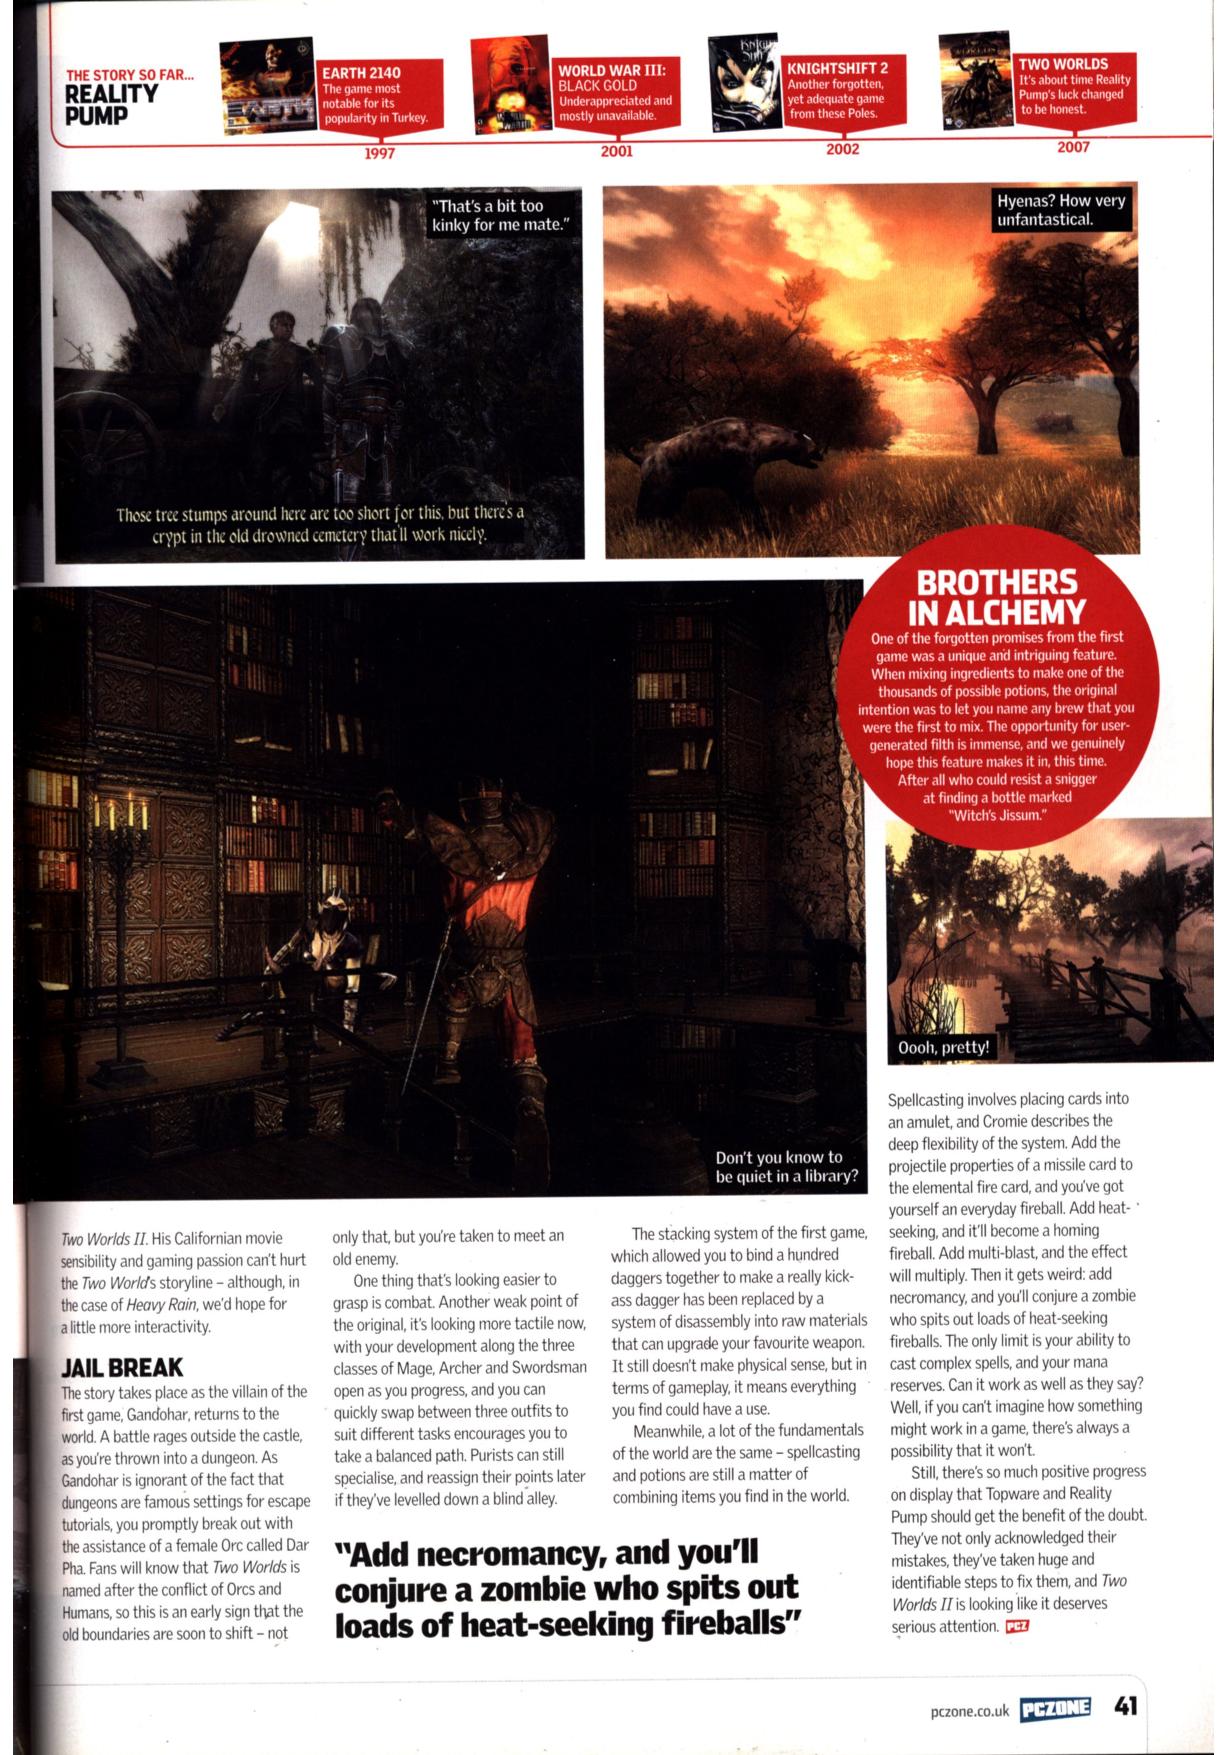 THE STORY SO FAR...
REALITY
PUMP
EARTH 2140
The game most
notable for its
popularity in Turkey.
1997
WORLD WAR III:
BLACK GOLD
Underappreciated and
mostly unavailable.
2001
KNIGHTSHIFT 2
Another forgotten,
yet adequate game
from these Poles.
2002
TWO WORLDS
It's about time Reality
Pump's luck changed
to be honest.
2007
"That's a bit too
kinky for me mate."
Those tree stumps around here are too short for this, but there's a
crypt in the old drowned cemetery that'll work nicely.
Hyenas? How very
unfantastical.
BROTHERS
IN ALCHEMY
One of the forgotten promises from the first
game was a unique and intriguing feature.
When mixing ingredients to make one of the
thousands of possible potions, the original
intention was to let you name any brew that you
were the first to mix. The opportunity for user-
generated filth is immense, and we genuinely
hope this feature makes it in, this time.
After all who could resist a snigger
at finding a bottle marked
"Witch's Jissum."
Oooh, pretty!
Don't you know to
be quiet in a library?
Two Worlds II. His Californian movie
sensibility and gaming passion can't hurt
the Two World's storyline – although, in
the case of Heavy Rain, we'd hope for
a little more interactivity.
JAIL BREAK
The story takes place as the villain of the
first game, Gandohar, returns to the
world. A battle rages outside the castle,
as you're thrown into a dungeon. As
Gandohar is ignorant of the fact that
dungeons are famous settings for escape
tutorials, you promptly break out with
the assistance of a female Orc called Dar
Pha. Fans will know that Two Worlds is
named after the conflict of Orcs and
Humans, so this is an early sign that the
old boundaries are soon to shift – not
only that, but you're taken to meet an
old enemy.
One thing that's looking easier to
grasp is combat. Another weak point of
the original, it's looking more tactile now,
with your development along the three
classes of Mage, Archer and Swordsman
open as you progress, and you can
quickly swap between three outfits to
suit different tasks encourages you to
take a balanced path. Purists can still
specialise, and reassign their points later
if they've levelled down a blind alley.
The stacking system of the first game,
which allowed you to bind a hundred
daggers together to make a really kick-
ass dagger has been replaced by a
system of disassembly into raw materials
that can upgrade your favourite weapon.
It still doesn't make physical sense, but in
terms of gameplay, it means everything
you find could have a use.
Meanwhile, a lot of the fundamentals
of the world are the same – spellcasting
and potions are still a matter of
combining items you find in the world.
"Add necromancy, and you'll
conjure a zombie who spits out
loads of heat-seeking fireballs"
Spellcasting involves placing cards into
an amulet, and Cromie describes the
deep flexibility of the system. Add the
projectile properties of a missile card to
the elemental fire card, and you've got
yourself an everyday fireball. Add heat-
seeking, and it'll become a homing
fireball. Add multi-blast, and the effect
will multiply. Then it gets weird: add
necromancy, and you'll conjure a zombie
who spits out loads of heat-seeking
fireballs. The only limit is your ability to
cast complex spells, and your mana
reserves. Can it work as well as they say?
Well, if you can't imagine how something
might work in a game, there's always a
possibility that it won't.
Still, there's so much positive progress
on display that Topware and Reality
Pump should get the benefit of the doubt.
They've not only acknowledged their
mistakes, they've taken huge and
identifiable steps to fix them, and Two
Worlds II is looking like it deserves
serious attention. PCZ
pczone.co.uk PCZONE 41